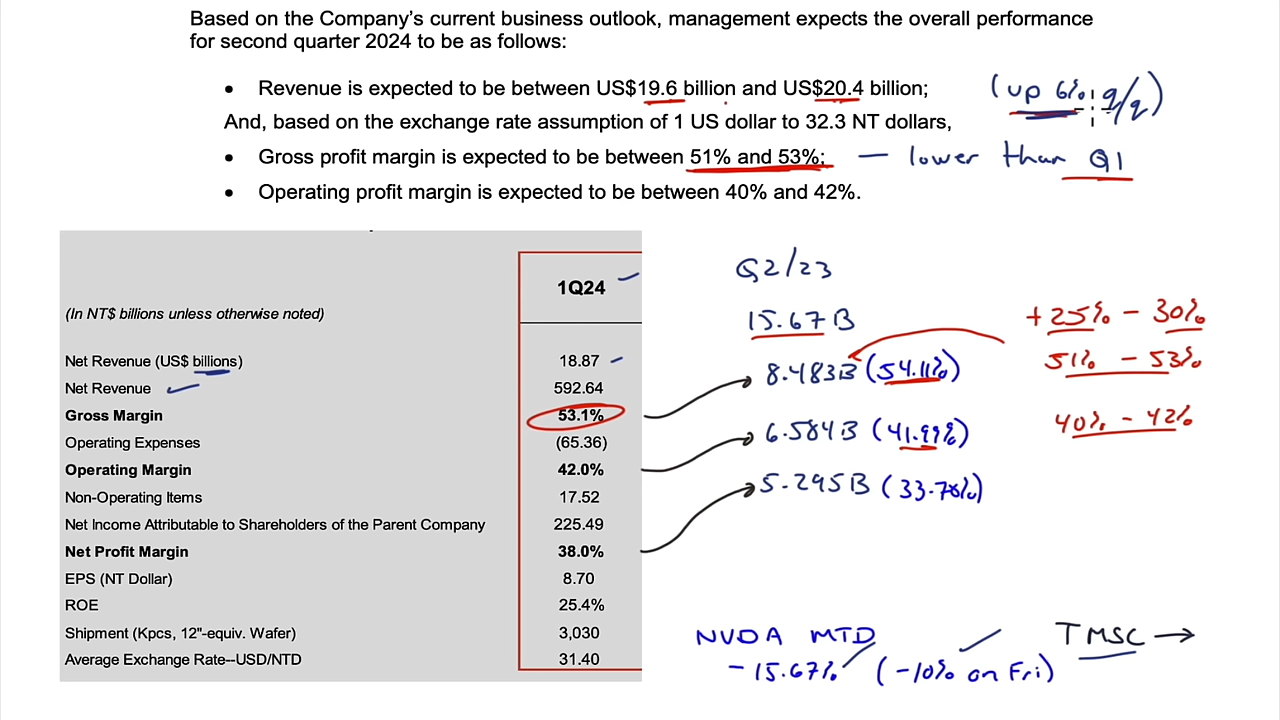 Based on the Company's current business outlook, management expects the overall performance
for second quarter 2024 to be as follows:
• Revenue is expected to be between US$19.6 billion and US$20.4 billion; (up 6% q/q)
And, based on the exchange rate assumption of 1 US dollar to 32.3 NT dollars,
• Gross profit margin is expected to be between 51% and 53%; — lower than Q1
• Operating profit margin is expected to be between 40% and 42%.
1Q24
(In NT$ billions unless otherwise noted)
Net Revenue (US$ billions) 18.87
Net Revenue 592.64
Gross Margin 53.1%
Operating Expenses (65.36)
Operating Margin 42.0%
Non-Operating Items 17.52
Net Income Attributable to Shareholders of the Parent Company 225.49
Net Profit Margin 38.0%
EPS (NT Dollar) 8.70
ROE 25.4%
Shipment (Kpcs, 12"-equiv. Wafer) 3,030
Average Exchange Rate--USD/NTD 31.40
Q2/23
15.67B +25% - 30%
8.483B (54.11%) 51% - 53%
6.584B (41.99%) 40% - 42%
5.295B (33.78%)
NVDA MTD TMSC →
-15.67% (-10% on Fri)